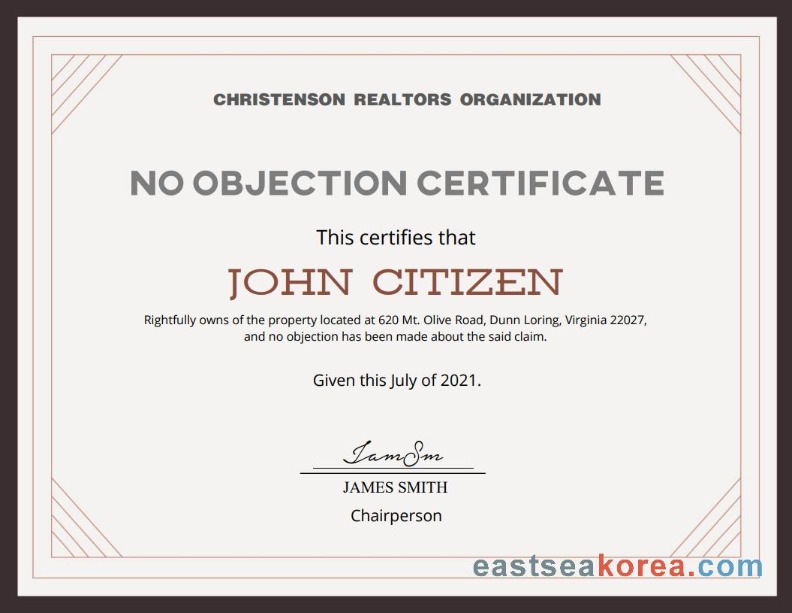 CHRISTENSON REALTORS ORGANIZATION
NO OBJECTION CERTIFICATE
This certifies that
JOHN CITIZEN
Rightfully owns of the property located at 620 Mt. Olive Road, Dunn Loring, Virginia 22027,
and no objection has been made about the said claim.
Given this July of 2021.
JamSm
JAMES SMITH
Chairperson
eastseakorea.com